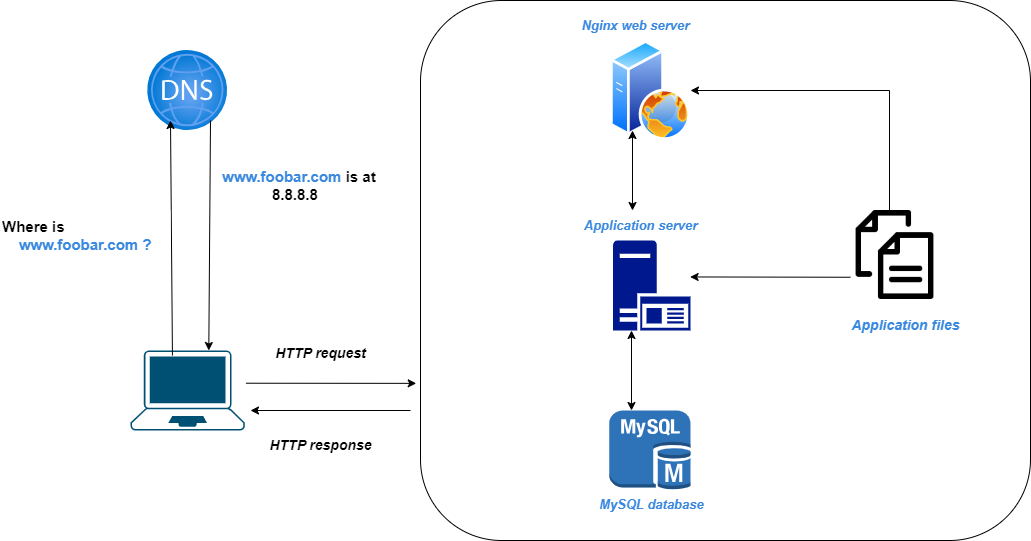 Nginx web server
DNS
www.foobar.com is at
8.8.8.8
Where is
www.foobar.com ?
Application server
Application files
HTTP request
HTTP response
MySQL
M
MySQL database